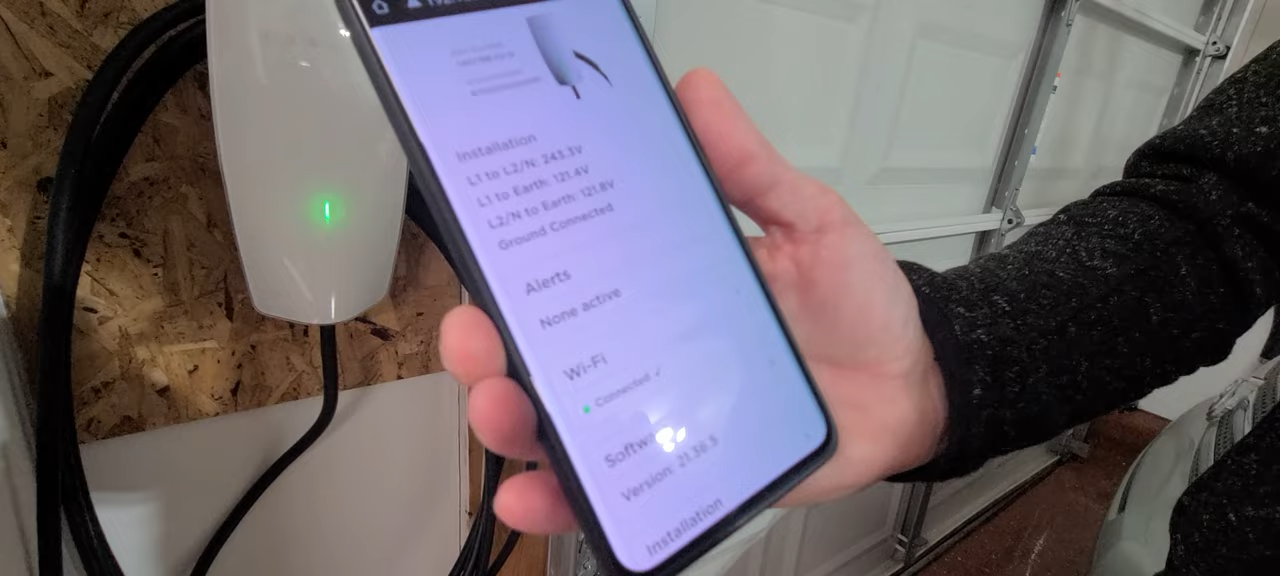 Installation
L1 to L2/N: 243.3V
L1 to Earth: 121.4V
L2/N to Earth: 121.8V
Ground Connected
Alerts
None active
Wi-Fi
Connected ✓
Softw
Version: 21.36.5
Installation